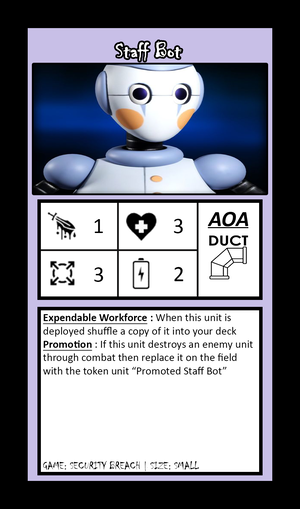 Staff Bot
1 3 AOA
DUCT
3 2
Expendable Workforce : When this unit is
deployed shuffle a copy of it into your deck
Promotion : If this unit destroys an enemy unit
through combat then replace it on the field
with the token unit “Promoted Staff Bot”
GAME: SECURITY BREACH | SIZE: SMALL